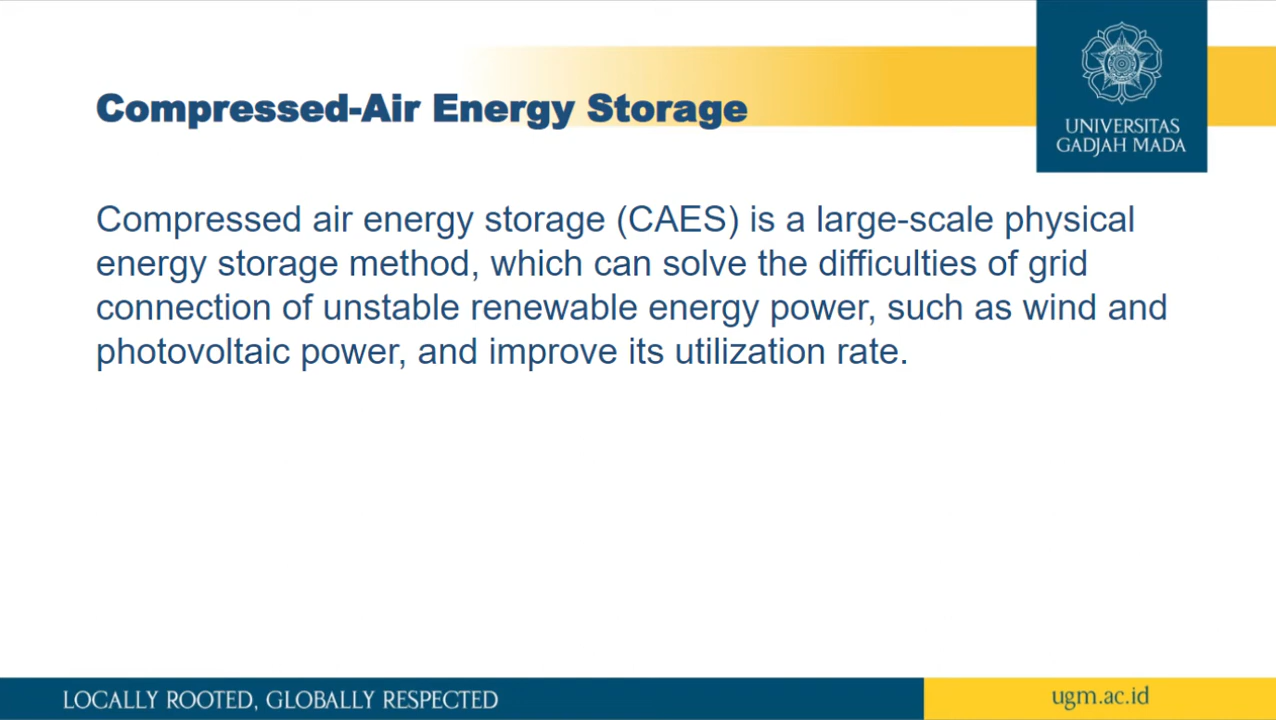 Compressed-Air Energy Storage
UNIVERSITAS
GADJAH MADA
Compressed air energy storage (CAES) is a large-scale physical
energy storage method, which can solve the difficulties of grid
connection of unstable renewable energy power, such as wind and
photovoltaic power, and improve its utilization rate.
LOCALLY ROOTED, GLOBALLY RESPECTED
ugm.ac.id